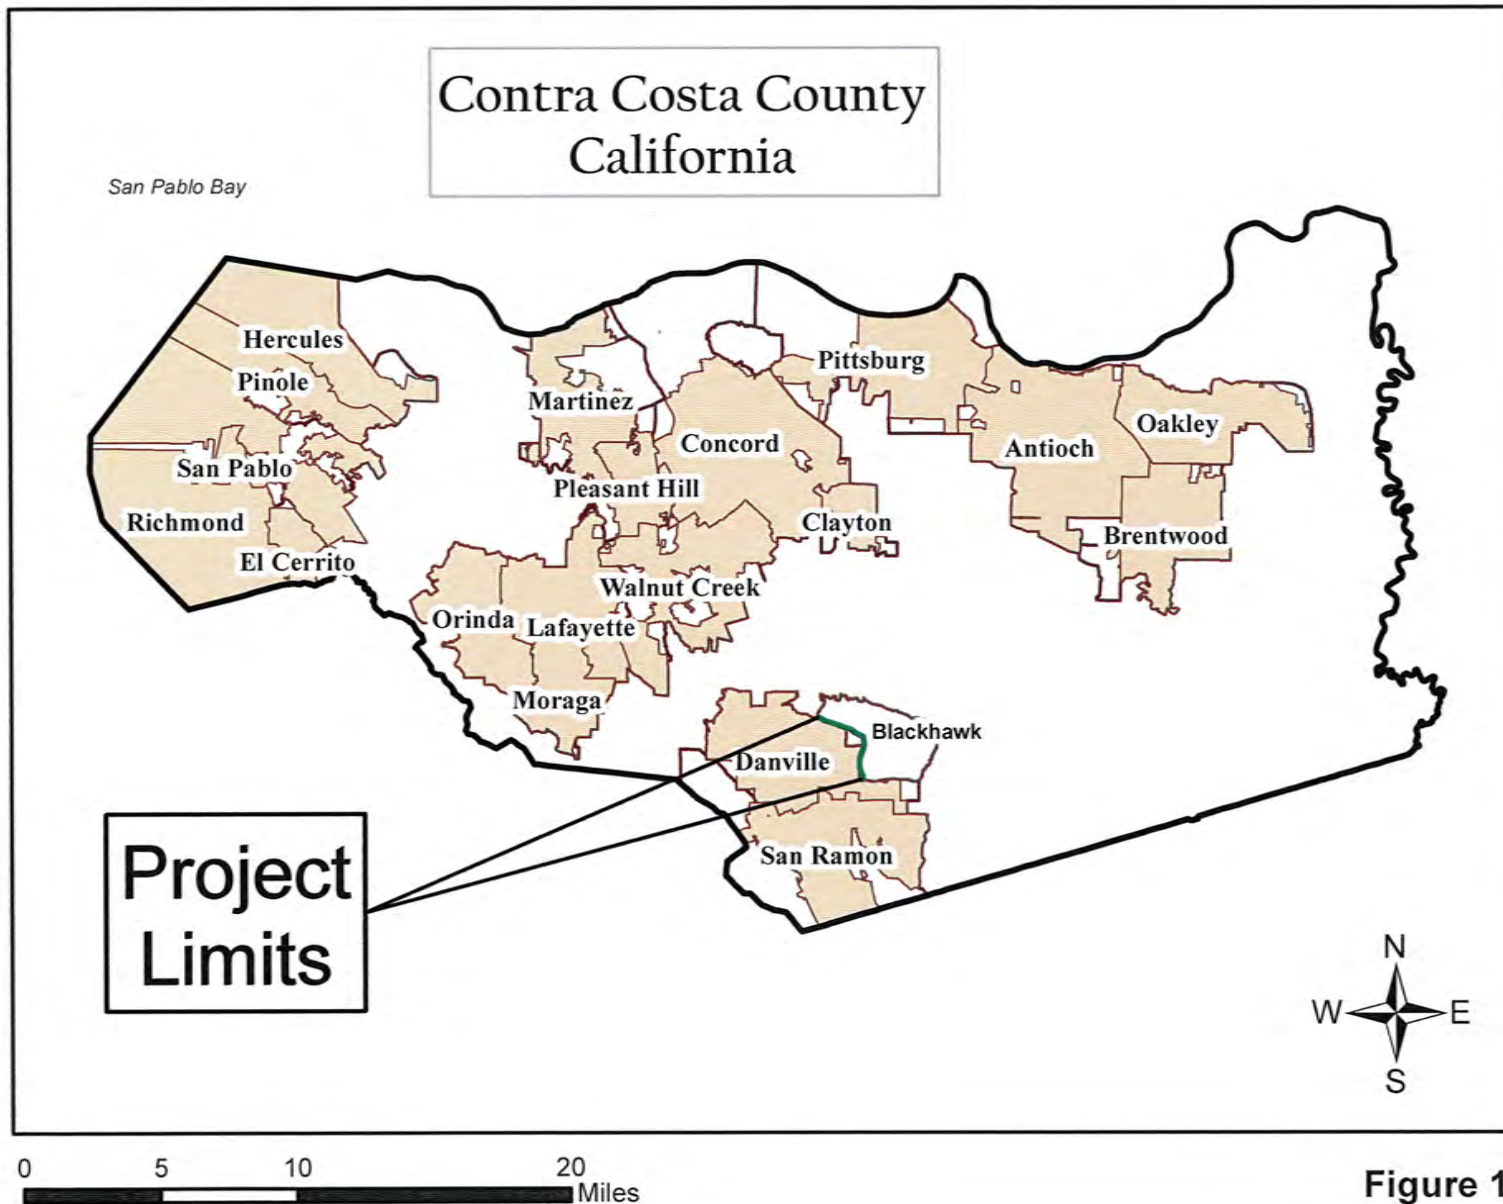 Contra Costa County
California
San Pablo Bay
Hercules
Pinole
San Pablo
Richmond
El Cerrito
Martinez
Concord
Pleasant Hill
Clayton
Walnut Creek
Orinda
Lafayette
Moraga
Pittsburg
Antioch
Oakley
Brentwood
Blackhawk
Danville
San Ramon
Project
Limits
N
W E
S
0 5 10 20
Miles
Figure 1